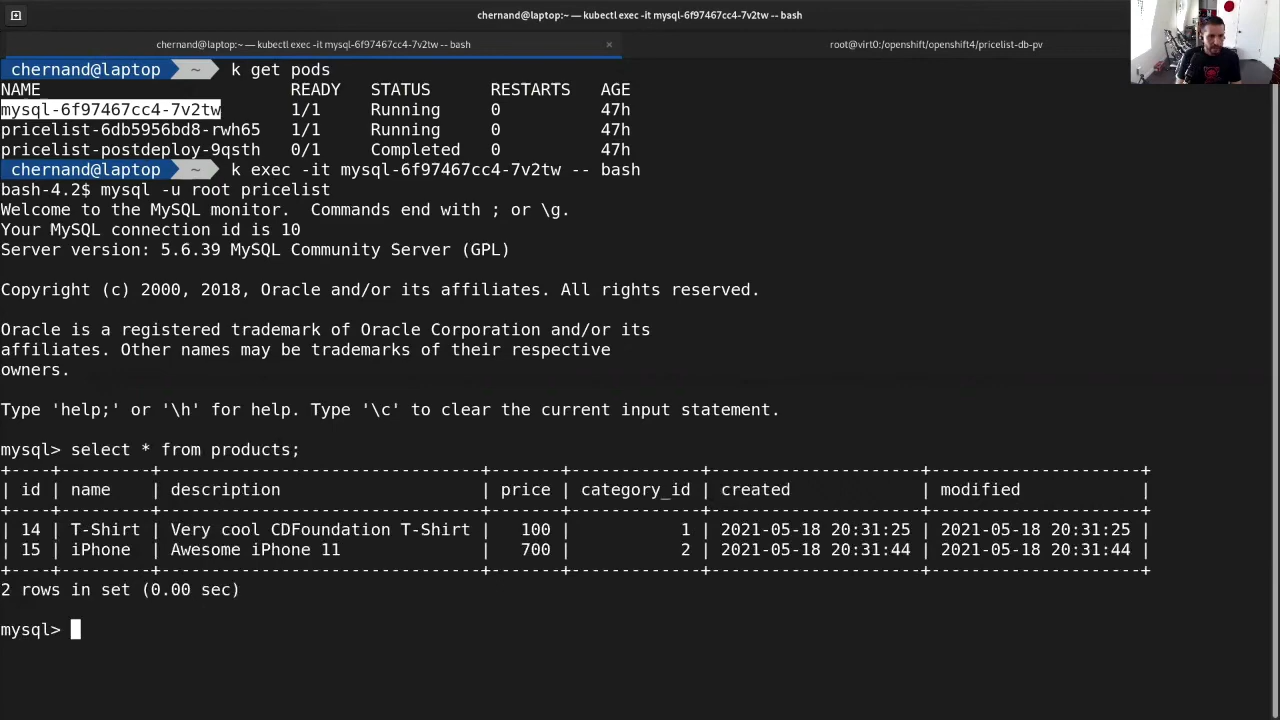 chernand@laptop:~ — kubectl exec -it mysql-6f97467cc4-7v2tw -- bash
chernand@laptop:~ — kubectl exec -it mysql-6f97467cc4-7v2tw -- bash × root@virt0:/openshift/openshift4/pricelist-db-pv
chernand@laptop ~ k get pods
NAME READY STATUS RESTARTS AGE
mysql-6f97467cc4-7v2tw 1/1 Running 0 47h
pricelist-6db5956bd8-rwh65 1/1 Running 0 47h
pricelist-postdeploy-9qsth 0/1 Completed 0 47h
chernand@laptop ~ k exec -it mysql-6f97467cc4-7v2tw -- bash
bash-4.2$ mysql -u root pricelist
Welcome to the MySQL monitor.  Commands end with ; or \g.
Your MySQL connection id is 10
Server version: 5.6.39 MySQL Community Server (GPL)
Copyright (c) 2000, 2018, Oracle and/or its affiliates. All rights reserved.
Oracle is a registered trademark of Oracle Corporation and/or its
affiliates. Other names may be trademarks of their respective
owners.
Type 'help;' or '\h' for help. Type '\c' to clear the current input statement.
mysql> select * from products;
+----+---------+--------------------------------+-------+-------------+---------------------+---------------------+
| id | name    | description                    | price | category_id | created             | modified            |
+----+---------+--------------------------------+-------+-------------+---------------------+---------------------+
| 14 | T-Shirt | Very cool CDFoundation T-Shirt |   100 |           1 | 2021-05-18 20:31:25 | 2021-05-18 20:31:25 |
| 15 | iPhone  | Awesome iPhone 11              |   700 |           2 | 2021-05-18 20:31:44 | 2021-05-18 20:31:44 |
+----+---------+--------------------------------+-------+-------------+---------------------+---------------------+
2 rows in set (0.00 sec)
mysql>